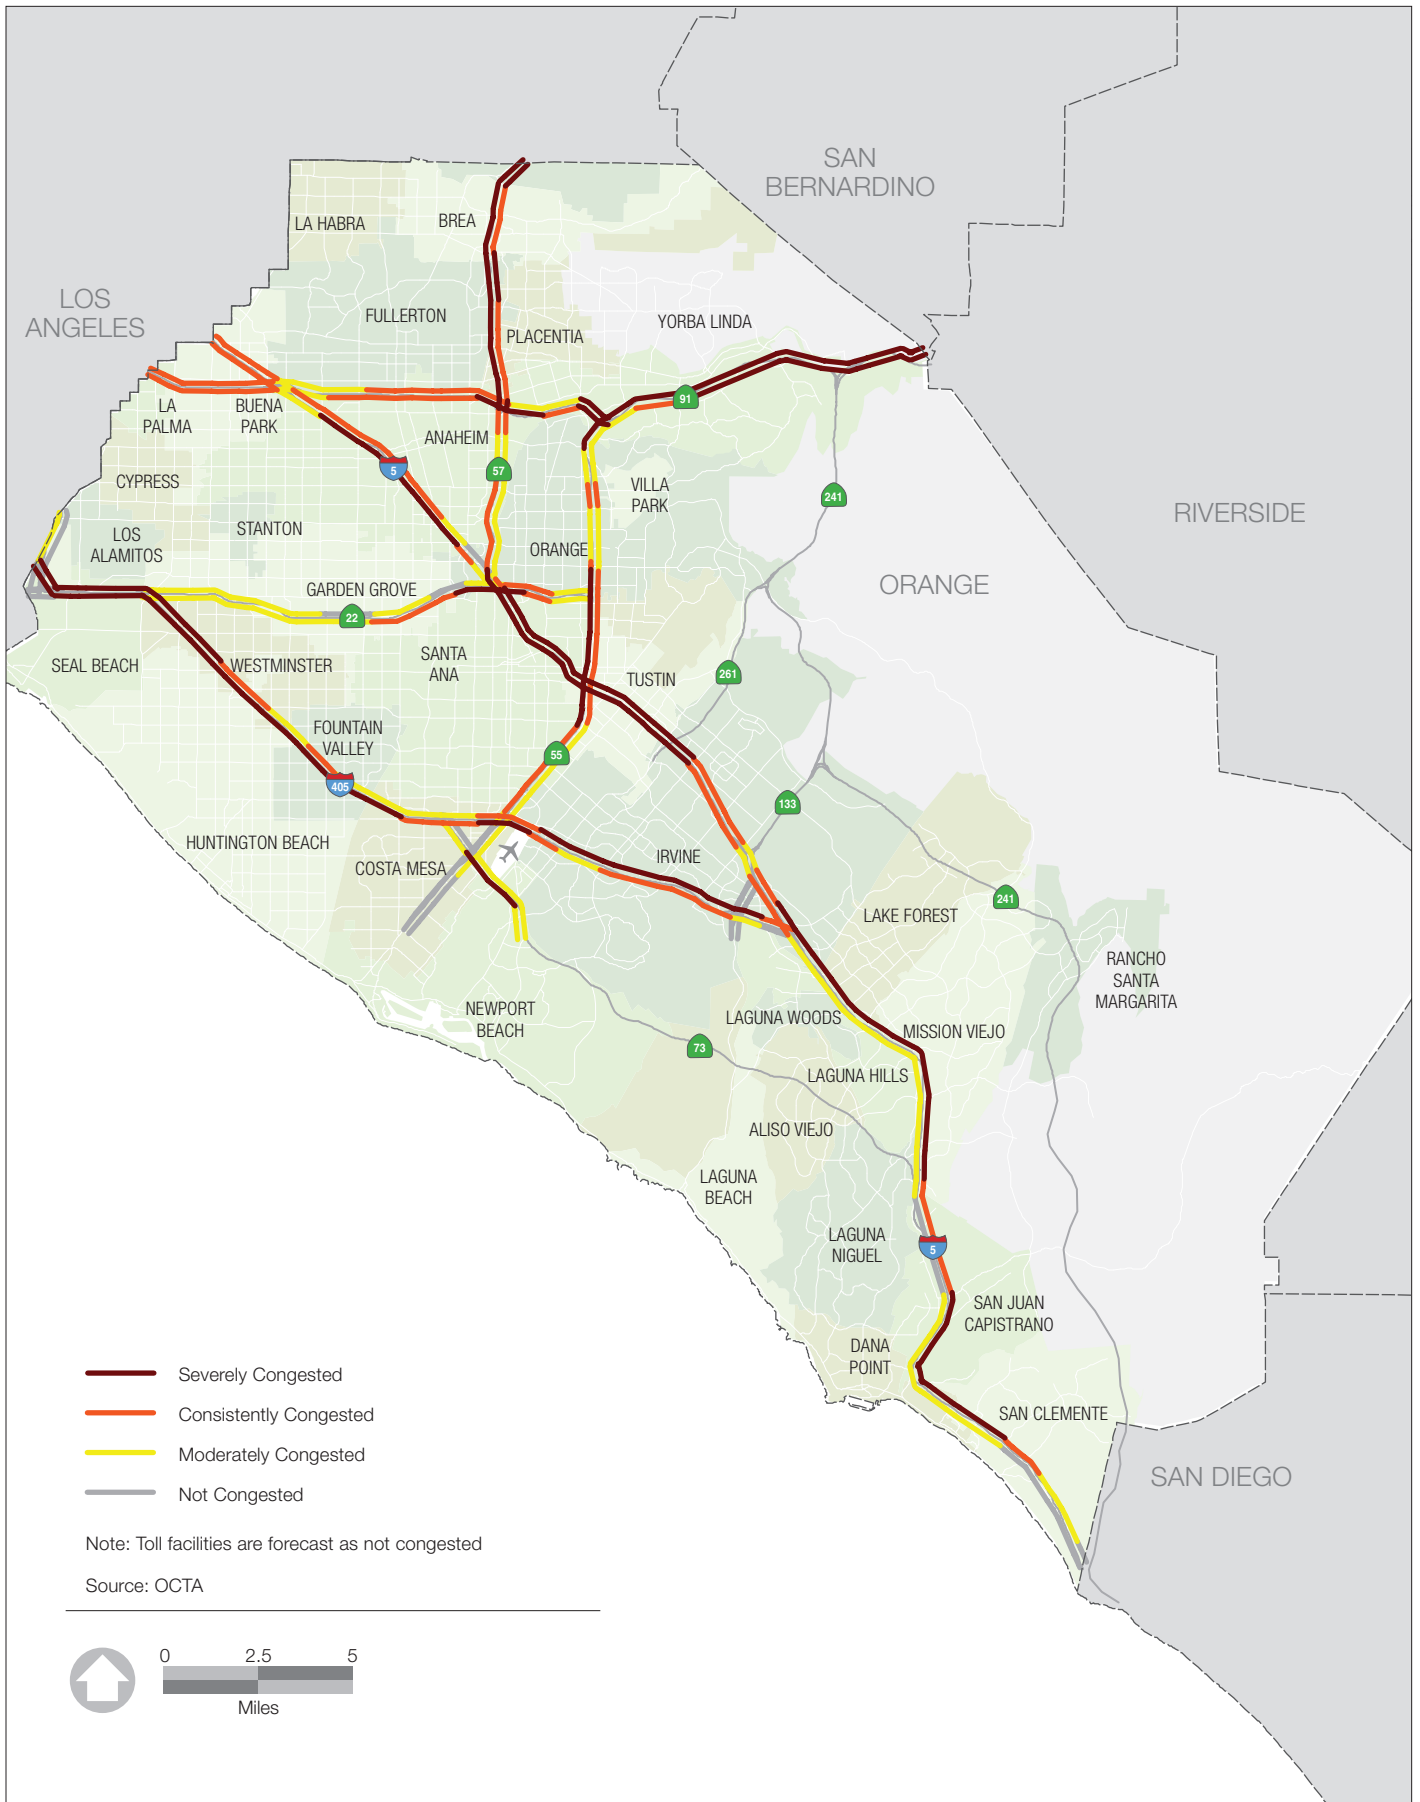 SAN
BERNARDINO
LOS
ANGELES
RIVERSIDE
ORANGE
SAN DIEGO
LA HABRA
BREA
FULLERTON
PLACENTIA
YORBA LINDA
LA
PALMA
BUENA
PARK
ANAHEIM
91
CYPRESS
5
57
VILLA
PARK
241
LOS
ALAMITOS
STANTON
ORANGE
GARDEN GROVE
22
SEAL BEACH
WESTMINSTER
SANTA
ANA
TUSTIN
261
FOUNTAIN
VALLEY
55
405
133
HUNTINGTON BEACH
COSTA MESA
IRVINE
LAKE FOREST
241
RANCHO
SANTA
MARGARITA
NEWPORT
BEACH
LAGUNA WOODS
MISSION VIEJO
73
LAGUNA HILLS
ALISO VIEJO
LAGUNA
BEACH
LAGUNA
NIGUEL
5
SAN JUAN
CAPISTRANO
DANA
POINT
SAN CLEMENTE
Severely Congested
Consistently Congested
Moderately Congested
Not Congested
Note: Toll facilities are forecast as not congested
Source: OCTA
0 2.5 5
Miles